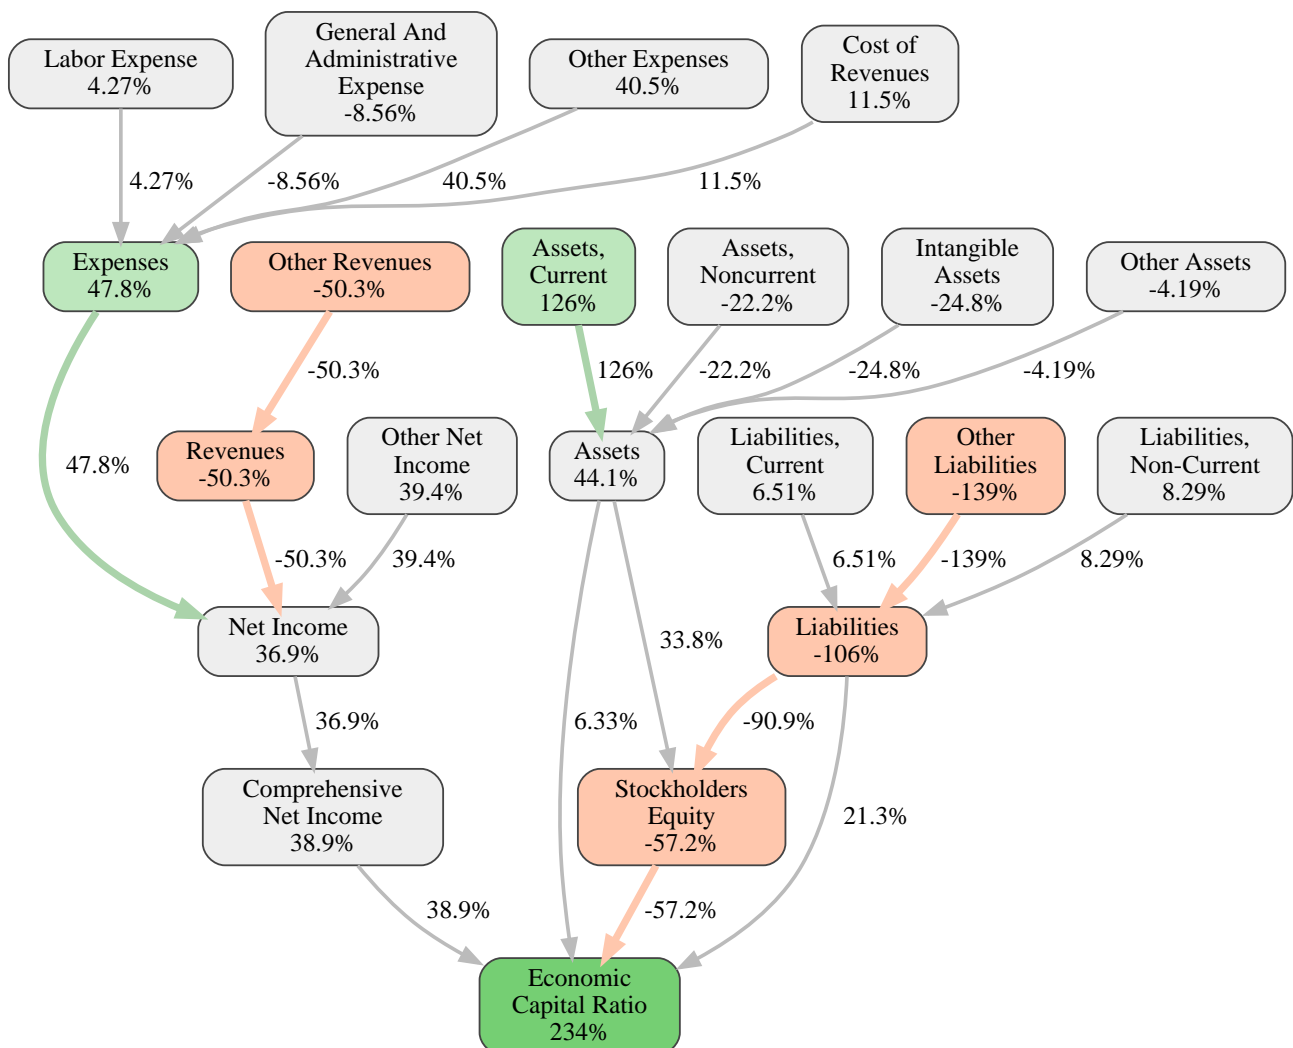 Labor Expense
4.27%
General And
Administrative
Expense
-8.56%
Other Expenses
40.5%
Cost of
Revenues
11.5%
4.27%
-8.56%
40.5%
11.5%
Expenses
47.8%
Other Revenues
-50.3%
Assets,
Current
126%
Assets,
Noncurrent
-22.2%
Intangible
Assets
-24.8%
Other Assets
-4.19%
-50.3%
126%
-22.2%
-24.8%
-4.19%
47.8%
Revenues
-50.3%
Other Net
Income
39.4%
Assets
44.1%
Liabilities,
Current
6.51%
Other
Liabilities
-139%
Liabilities,
Non-Current
8.29%
-50.3%
39.4%
6.51%
-139%
8.29%
Net Income
36.9%
33.8%
Liabilities
-106%
36.9%
6.33%
-90.9%
Comprehensive
Net Income
38.9%
Stockholders
Equity
-57.2%
21.3%
38.9%
-57.2%
Economic
Capital Ratio
234%